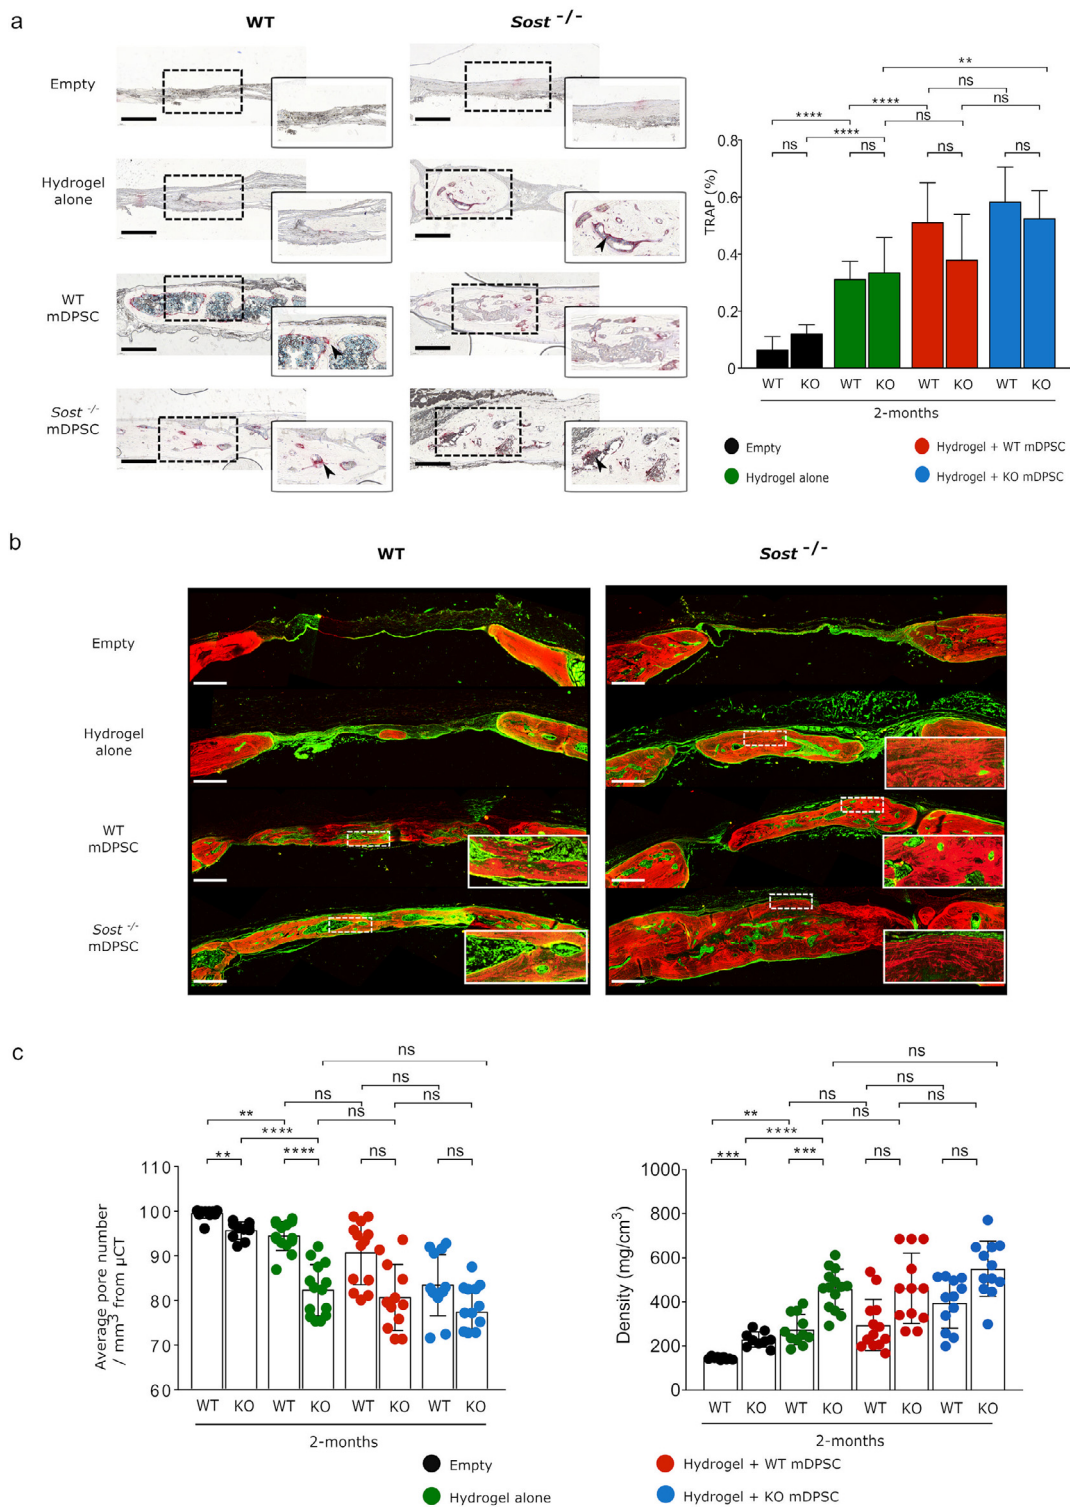 a
WT
Sost -/-
Empty
Hydrogel
alone
WT
mDPSC
Sost -/-
mDPSC
**
ns
**** ns
**** ns
**** 
ns ns ns ns
TRAP (%)
0.8
0.6
0.4
0.2
0
WT KO WT KO WT KO WT KO
2-months
Empty
Hydrogel + WT mDPSC
Hydrogel alone
Hydrogel + KO mDPSC
b
WT
Sost -/-
Empty
Hydrogel
alone
WT
mDPSC
Sost -/-
mDPSC
c
ns
ns
ns ns
** ns
****
** **** ns ns
Average pore number
/ mm3 from µCT
110
100
90
80
70
60
WT KO WT KO WT KO WT KO
2-months
ns
ns
ns ns
** ns
****
*** *** ns ns
Density (mg/cm3)
1000
800
600
400
200
0
WT KO WT KO WT KO WT KO
2-months
Empty
Hydrogel + WT mDPSC
Hydrogel alone
Hydrogel + KO mDPSC